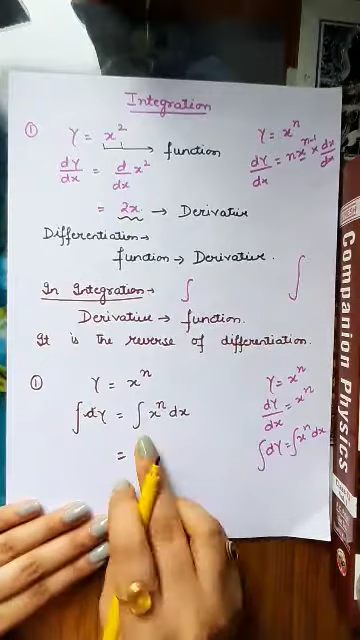 Integration
① Y = x² → function
dY/dx = d/dx x²
= 2x → Derivative
Y = xⁿ
dY/dx = nxⁿ⁻¹ × dx/dx
Differentiation →
function → Derivative.
In Integration → ∫
∫
Derivative → function.
It is the reverse of differentiation.
① Y = xⁿ
∫dY = ∫xⁿ dx
=
Y = xⁿ
dY/dx = xⁿ
∫dY = ∫xⁿ dx
Companion Physics